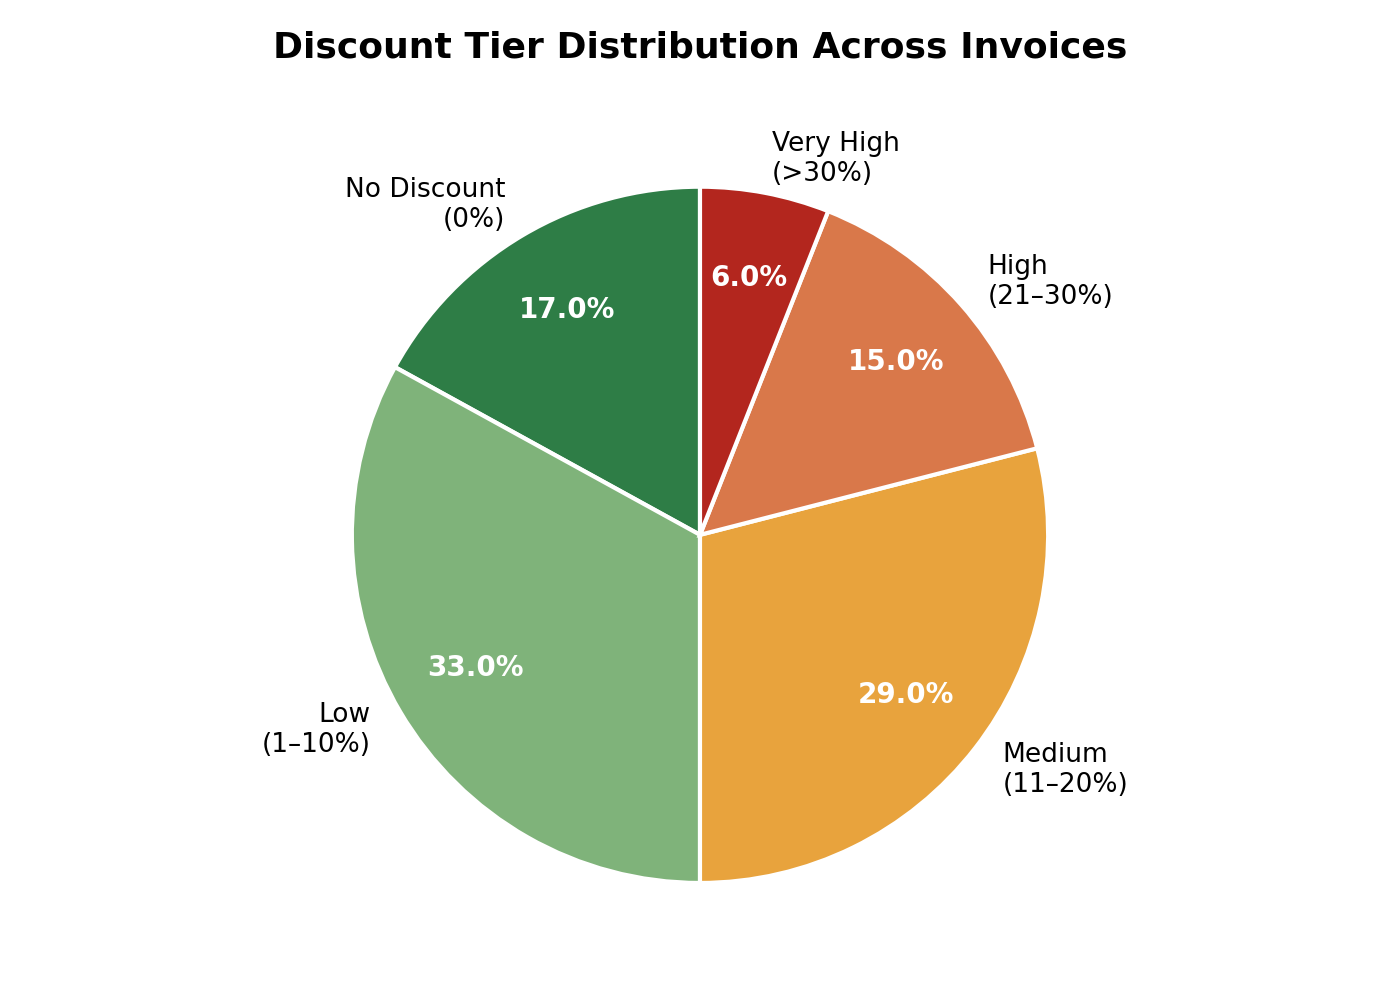 Discount Tier Distribution Across Invoices
Very High
(>30%)
No Discount
(0%)
High
(21–30%)
6.0%
17.0%
15.0%
33.0%
29.0%
Low
(1–10%)
Medium
(11–20%)